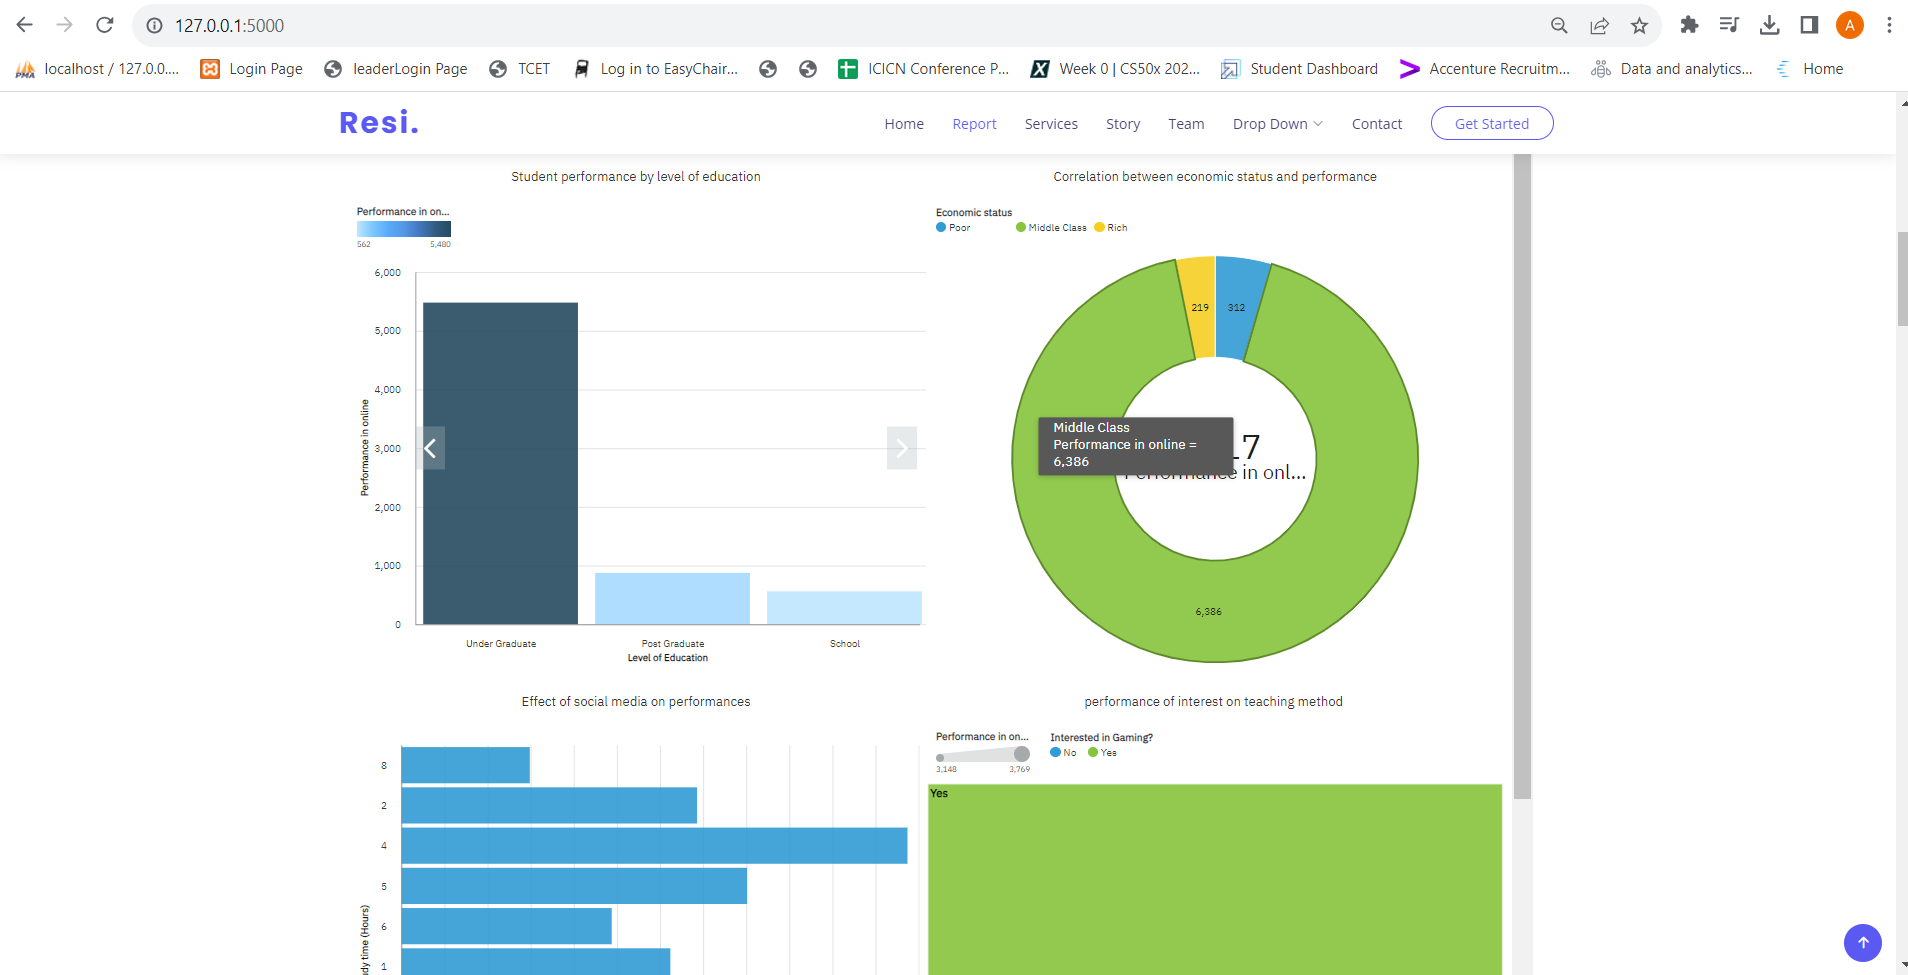 127.0.0.1:5000
A
localhost / 127.0.0....
Login Page
leaderLogin Page
TCET
Log in to EasyChair...
ICICN Conference P...
Week 0 | CS50x 202...
Student Dashboard
Accenture Recruitm...
Data and analytics...
Home
Resi.
Home
Report
Services
Story
Team
Drop Down
Contact
Get Started
Student performance by level of education
Performance in on...
562
5,480
6,000
5,000
4,000
3,000
2,000
1,000
0
Performance in online
Under Graduate
Post Graduate
School
Level of Education
Correlation between economic status and performance
Economic status
Poor
Middle Class
Rich
219
312
Middle Class
Performance in online =
6,386
7
in onl...
6,386
Effect of social media on performances
8
2
4
5
6
1
time (Hours)
performance of interest on teaching method
Performance in on...
3,148
3,769
Interested in Gaming?
No
Yes
Yes